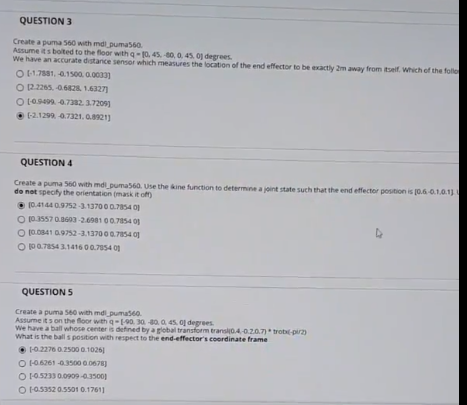 QUESTION 3
Create a puma 560 with mdl_puma560.
Assume it s bolted to the floor with q = [0, 45, -80, 0, 45, 0] degrees.
We have an accurate distance sensor which measures the location of the end effector to be exactly 2m away from itself. Which of the follo
[-1.7881, -0.1500, 0.0033]
[2.2265, -0.6828, 1.6327]
[-0.9499, -0.7382, 3.7209]
[-2.1299, -0.7321, 0.8921]
QUESTION 4
Create a puma 560 with mdl_puma560. Use the ikine function to determine a joint state such that the end effector position is [0.6,-0.1,0.1].
do not specify the orientation (mask it off)
[0.4144 0.9752 -3.1370 0 0.7854 0]
[0.3557 0.8693 -2.6981 0 0.7854 0]
[0.0841 0.9752 -3.1370 0 0.7854 0]
[0 0.7854 3.1416 0 0.7854 0]
QUESTION 5
Create a puma 560 with mdl_puma560.
Assume it s on the floor with q = [-90, 30, -80, 0, 45, 0] degrees
We have a ball whose center is defined by a global transform transl(0.4,-0.2,0.7) * trotx(-pi/2)
What is the ball s position with respect to the end-effector's coordinate frame
[-0.2276 0.2500 0.1026]
[-0.6261 -0.3500 0.0678]
[-0.5233 0.0909 -0.3500]
[-0.5352 0.5501 0.1761]